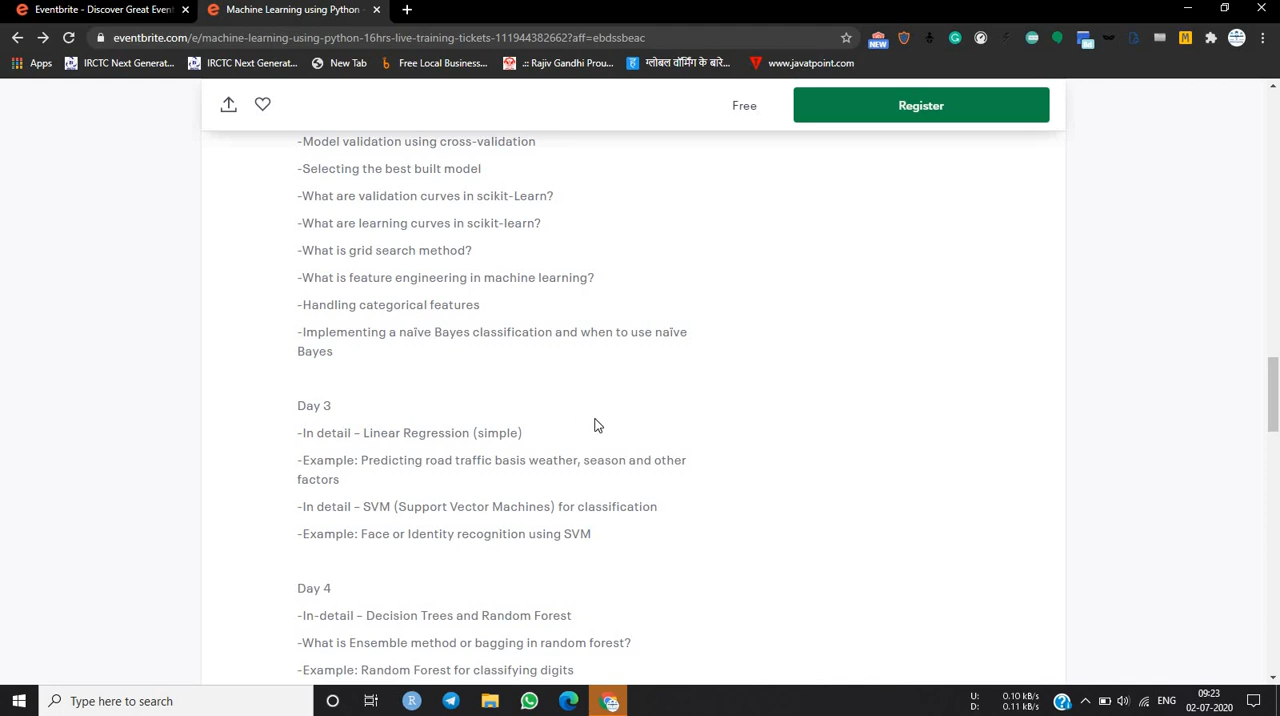 Eventbrite - Discover Great Event
Machine Learning using Python -
eventbrite.com/e/machine-learning-using-python-16hrs-live-training-tickets-111944382662?aff=ebdssbeac
NEW
Apps
IRCTC Next Generat...
IRCTC Next Generat...
New Tab
Free Local Business...
.:: Rajiv Gandhi Prou...
ग्लोबल वॉर्मिंग के बारे...
www.javatpoint.com
Free
Register
-Model validation using cross-validation
-Selecting the best built model
-What are validation curves in scikit-Learn?
-What are learning curves in scikit-learn?
-What is grid search method?
-What is feature engineering in machine learning?
-Handling categorical features
-Implementing a naïve Bayes classification and when to use naïve
Bayes
Day 3
-In detail – Linear Regression (simple)
-Example: Predicting road traffic basis weather, season and other
factors
-In detail – SVM (Support Vector Machines) for classification
-Example: Face or Identity recognition using SVM
Day 4
-In-detail – Decision Trees and Random Forest
-What is Ensemble method or bagging in random forest?
-Example: Random Forest for classifying digits
Type here to search
U: 0.10 kB/s
D: 0.11 kB/s
ENG
09:23
02-07-2020